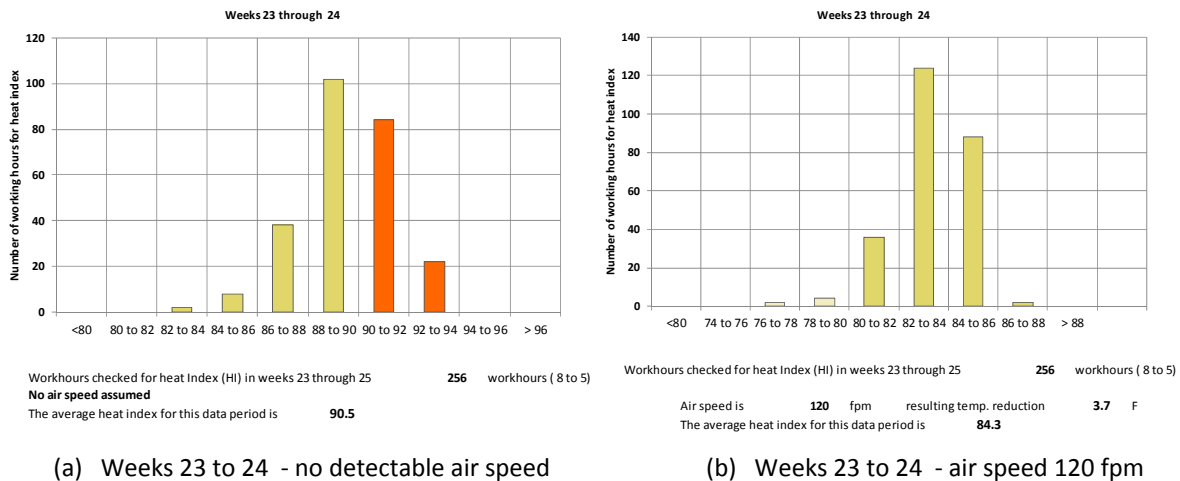 Weeks 23 through 24
Number of working hours for heat index
120
100
80
60
40
20
0
<80 80 to 82 82 to 84 84 to 86 86 to 88 88 to 90 90 to 92 92 to 94 94 to 96 > 96
Workhours checked for heat Index (HI) in weeks 23 through 25 256 workhours ( 8 to 5)
No air speed assumed
The average heat index for this data period is 90.5
(a) Weeks 23 to 24 - no detectable air speed
Weeks 23 through 24
Number of working hours for heat index
140
120
100
80
60
40
20
0
<80 74 to 76 76 to 78 78 to 80 80 to 82 82 to 84 84 to 86 86 to 88 > 88
Workhours checked for heat Index (HI) in weeks 23 through 25 256 workhours ( 8 to 5)
Air speed is 120 fpm resulting temp. reduction 3.7 F
The average heat index for this data period is 84.3
(b) Weeks 23 to 24 - air speed 120 fpm